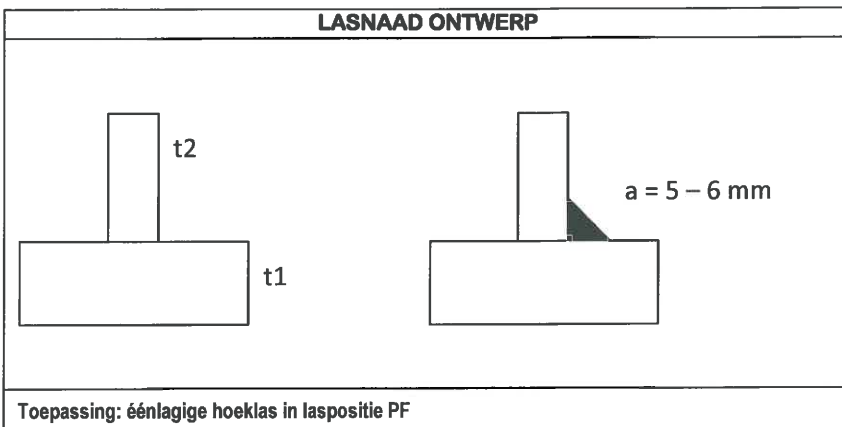 LASNAAD ONTWERP
t2
a = 5 – 6 mm
t1
Toepassing: éénlagige hoeklas in laspositie PF